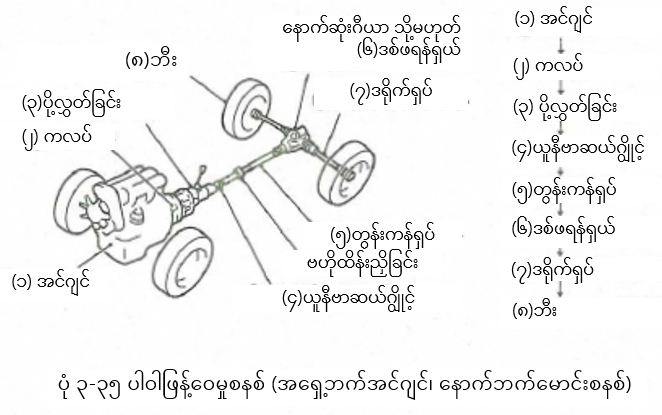 နောက်ဆုံးဂီယာ သို့မဟုတ်
(၆)ဒစ်ဖရန်ရှယ်
(၈)ဘီး
(၇)ဒရိုက်ရှပ်
(၃)ပို့လွှတ်ခြင်း
(၂) ကလပ်
(၅)တွန်းကန်ရှပ်
ဗဟိုထိန်းညှိခြင်း
(၁) အင်ဂျင်
(၄)ယူနီဗာဆယ်ဂျွိုင့်
(၁) အင်ဂျင်
(၂) ကလပ်
(၃) ပို့လွှတ်ခြင်း
(၄)ယူနီဗာဆယ်ဂျွိုင့်
(၅)တွန်းကန်ရှပ်
(၆)ဒစ်ဖရန်ရှယ်
(၇)ဒရိုက်ရှပ်
(၈)ဘီး
ပုံ ၃-၃၅ ပါဝါဖြန့်ဝေမှုစနစ် (အရှေ့ဘက်အင်ဂျင်၊ နောက်ဘက်မောင်းစနစ်)